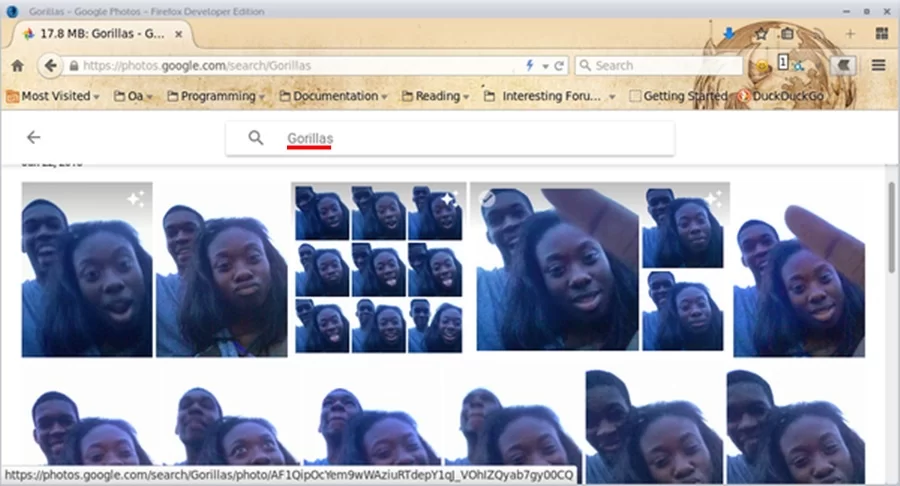 Gorillas - Google Photos - Firefox Developer Edition
17.8 MB: Gorillas - G...
https://photos.google.com/search/Gorillas
Search
1
Most Visited
Oa
Programming
Documentation
Reading
Interesting Foru...
Getting Started
DuckDuckGo
Gorillas
https://photos.google.com/search/Gorillas/photo/AF1QipOcYem9wWAziuRTdepY1qJ_VOhIZQyab7gy00CQ